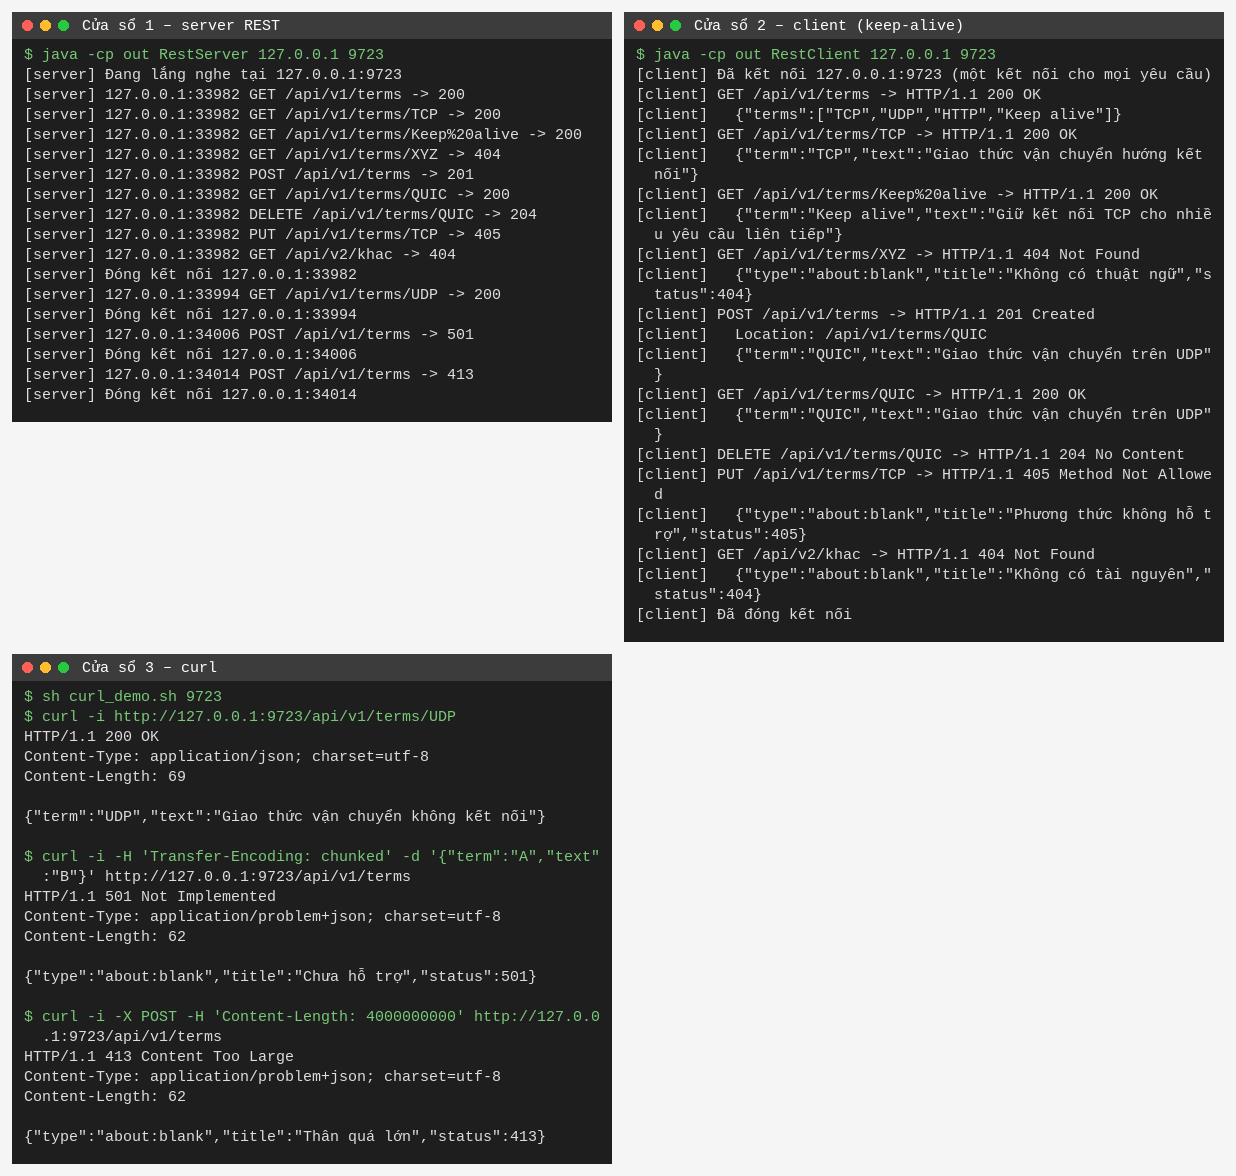 Cửa sổ 1 – server REST
$ java -cp out RestServer 127.0.0.1 9723
[server] Đang lắng nghe tại 127.0.0.1:9723
[server] 127.0.0.1:33982 GET /api/v1/terms -> 200
[server] 127.0.0.1:33982 GET /api/v1/terms/TCP -> 200
[server] 127.0.0.1:33982 GET /api/v1/terms/Keep%20alive -> 200
[server] 127.0.0.1:33982 GET /api/v1/terms/XYZ -> 404
[server] 127.0.0.1:33982 POST /api/v1/terms -> 201
[server] 127.0.0.1:33982 GET /api/v1/terms/QUIC -> 200
[server] 127.0.0.1:33982 DELETE /api/v1/terms/QUIC -> 204
[server] 127.0.0.1:33982 PUT /api/v1/terms/TCP -> 405
[server] 127.0.0.1:33982 GET /api/v2/khac -> 404
[server] Đóng kết nối 127.0.0.1:33982
[server] 127.0.0.1:33994 GET /api/v1/terms/UDP -> 200
[server] Đóng kết nối 127.0.0.1:33994
[server] 127.0.0.1:34006 POST /api/v1/terms -> 501
[server] Đóng kết nối 127.0.0.1:34006
[server] 127.0.0.1:34014 POST /api/v1/terms -> 413
[server] Đóng kết nối 127.0.0.1:34014
Cửa sổ 2 – client (keep-alive)
$ java -cp out RestClient 127.0.0.1 9723
[client] Đã kết nối 127.0.0.1:9723 (một kết nối cho mọi yêu cầu)
[client] GET /api/v1/terms -> HTTP/1.1 200 OK
[client]   {"terms":["TCP","UDP","HTTP","Keep alive"]}
[client] GET /api/v1/terms/TCP -> HTTP/1.1 200 OK
[client]   {"term":"TCP","text":"Giao thức vận chuyển hướng kết
nối"}
[client] GET /api/v1/terms/Keep%20alive -> HTTP/1.1 200 OK
[client]   {"term":"Keep alive","text":"Giữ kết nối TCP cho nhiề
u yêu cầu liên tiếp"}
[client] GET /api/v1/terms/XYZ -> HTTP/1.1 404 Not Found
[client]   {"type":"about:blank","title":"Không có thuật ngữ","s
tatus":404}
[client] POST /api/v1/terms -> HTTP/1.1 201 Created
[client]   Location: /api/v1/terms/QUIC
[client]   {"term":"QUIC","text":"Giao thức vận chuyển trên UDP"
}
[client] GET /api/v1/terms/QUIC -> HTTP/1.1 200 OK
[client]   {"term":"QUIC","text":"Giao thức vận chuyển trên UDP"
}
[client] DELETE /api/v1/terms/QUIC -> HTTP/1.1 204 No Content
[client] PUT /api/v1/terms/TCP -> HTTP/1.1 405 Method Not Allowe
d
[client]   {"type":"about:blank","title":"Phương thức không hỗ t
rợ","status":405}
[client] GET /api/v2/khac -> HTTP/1.1 404 Not Found
[client]   {"type":"about:blank","title":"Không có tài nguyên","
status":404}
[client] Đã đóng kết nối
Cửa sổ 3 – curl
$ sh curl_demo.sh 9723
$ curl -i http://127.0.0.1:9723/api/v1/terms/UDP
HTTP/1.1 200 OK
Content-Type: application/json; charset=utf-8
Content-Length: 69
{"term":"UDP","text":"Giao thức vận chuyển không kết nối"}
$ curl -i -H 'Transfer-Encoding: chunked' -d '{"term":"A","text"
:"B"}' http://127.0.0.1:9723/api/v1/terms
HTTP/1.1 501 Not Implemented
Content-Type: application/problem+json; charset=utf-8
Content-Length: 62
{"type":"about:blank","title":"Chưa hỗ trợ","status":501}
$ curl -i -X POST -H 'Content-Length: 4000000000' http://127.0.0
.1:9723/api/v1/terms
HTTP/1.1 413 Content Too Large
Content-Type: application/problem+json; charset=utf-8
Content-Length: 62
{"type":"about:blank","title":"Thân quá lớn","status":413}